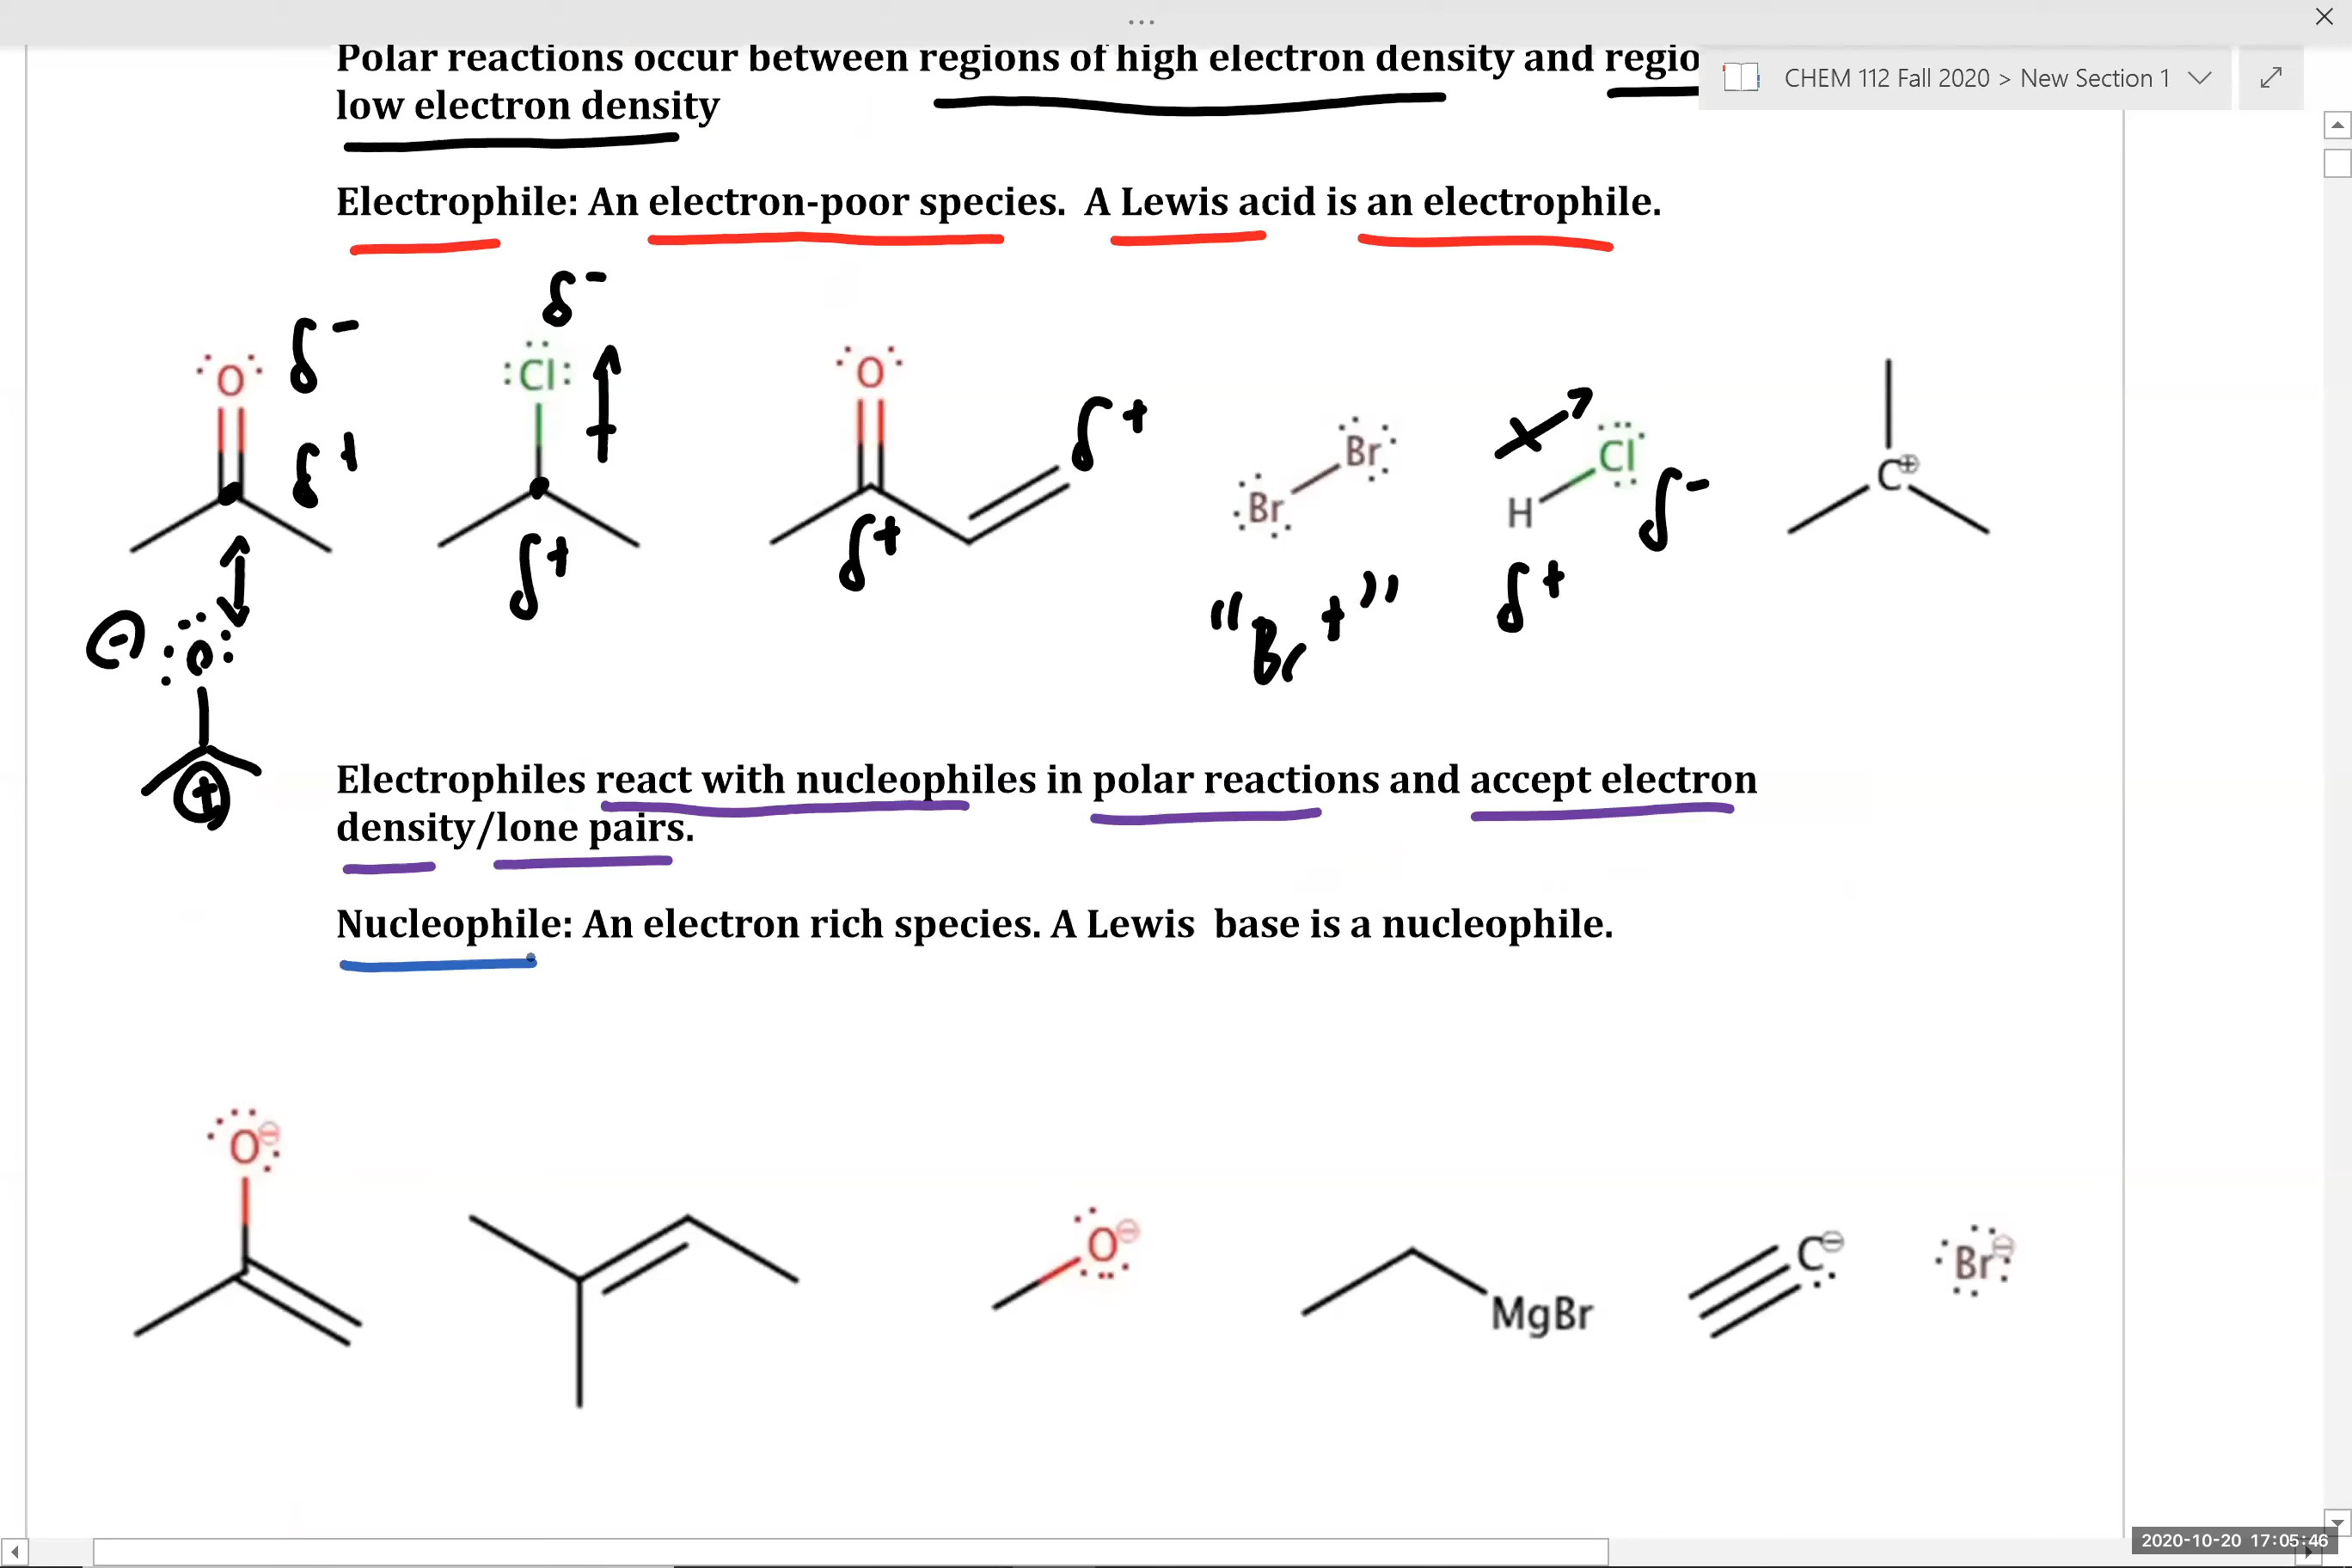 Polar reactions occur between regions of high electron density and regio
low electron density
CHEM 112 Fall 2020 > New Section 1
Electrophile: An electron-poor species. A Lewis acid is an electrophile.
δ-
δ-
:Cl:
O
O
δ+
δ+
Br
Br
Cl
H
δ-
C⊕
δ+
δ+
"Br+"
δ+
⊖:O:
⊕
Electrophiles react with nucleophiles in polar reactions and accept electron
density/lone pairs.
Nucleophile: An electron rich species. A Lewis base is a nucleophile.
O⊖
O⊖
MgBr
C⊖
Br⊖
2020-10-20 17:05:46